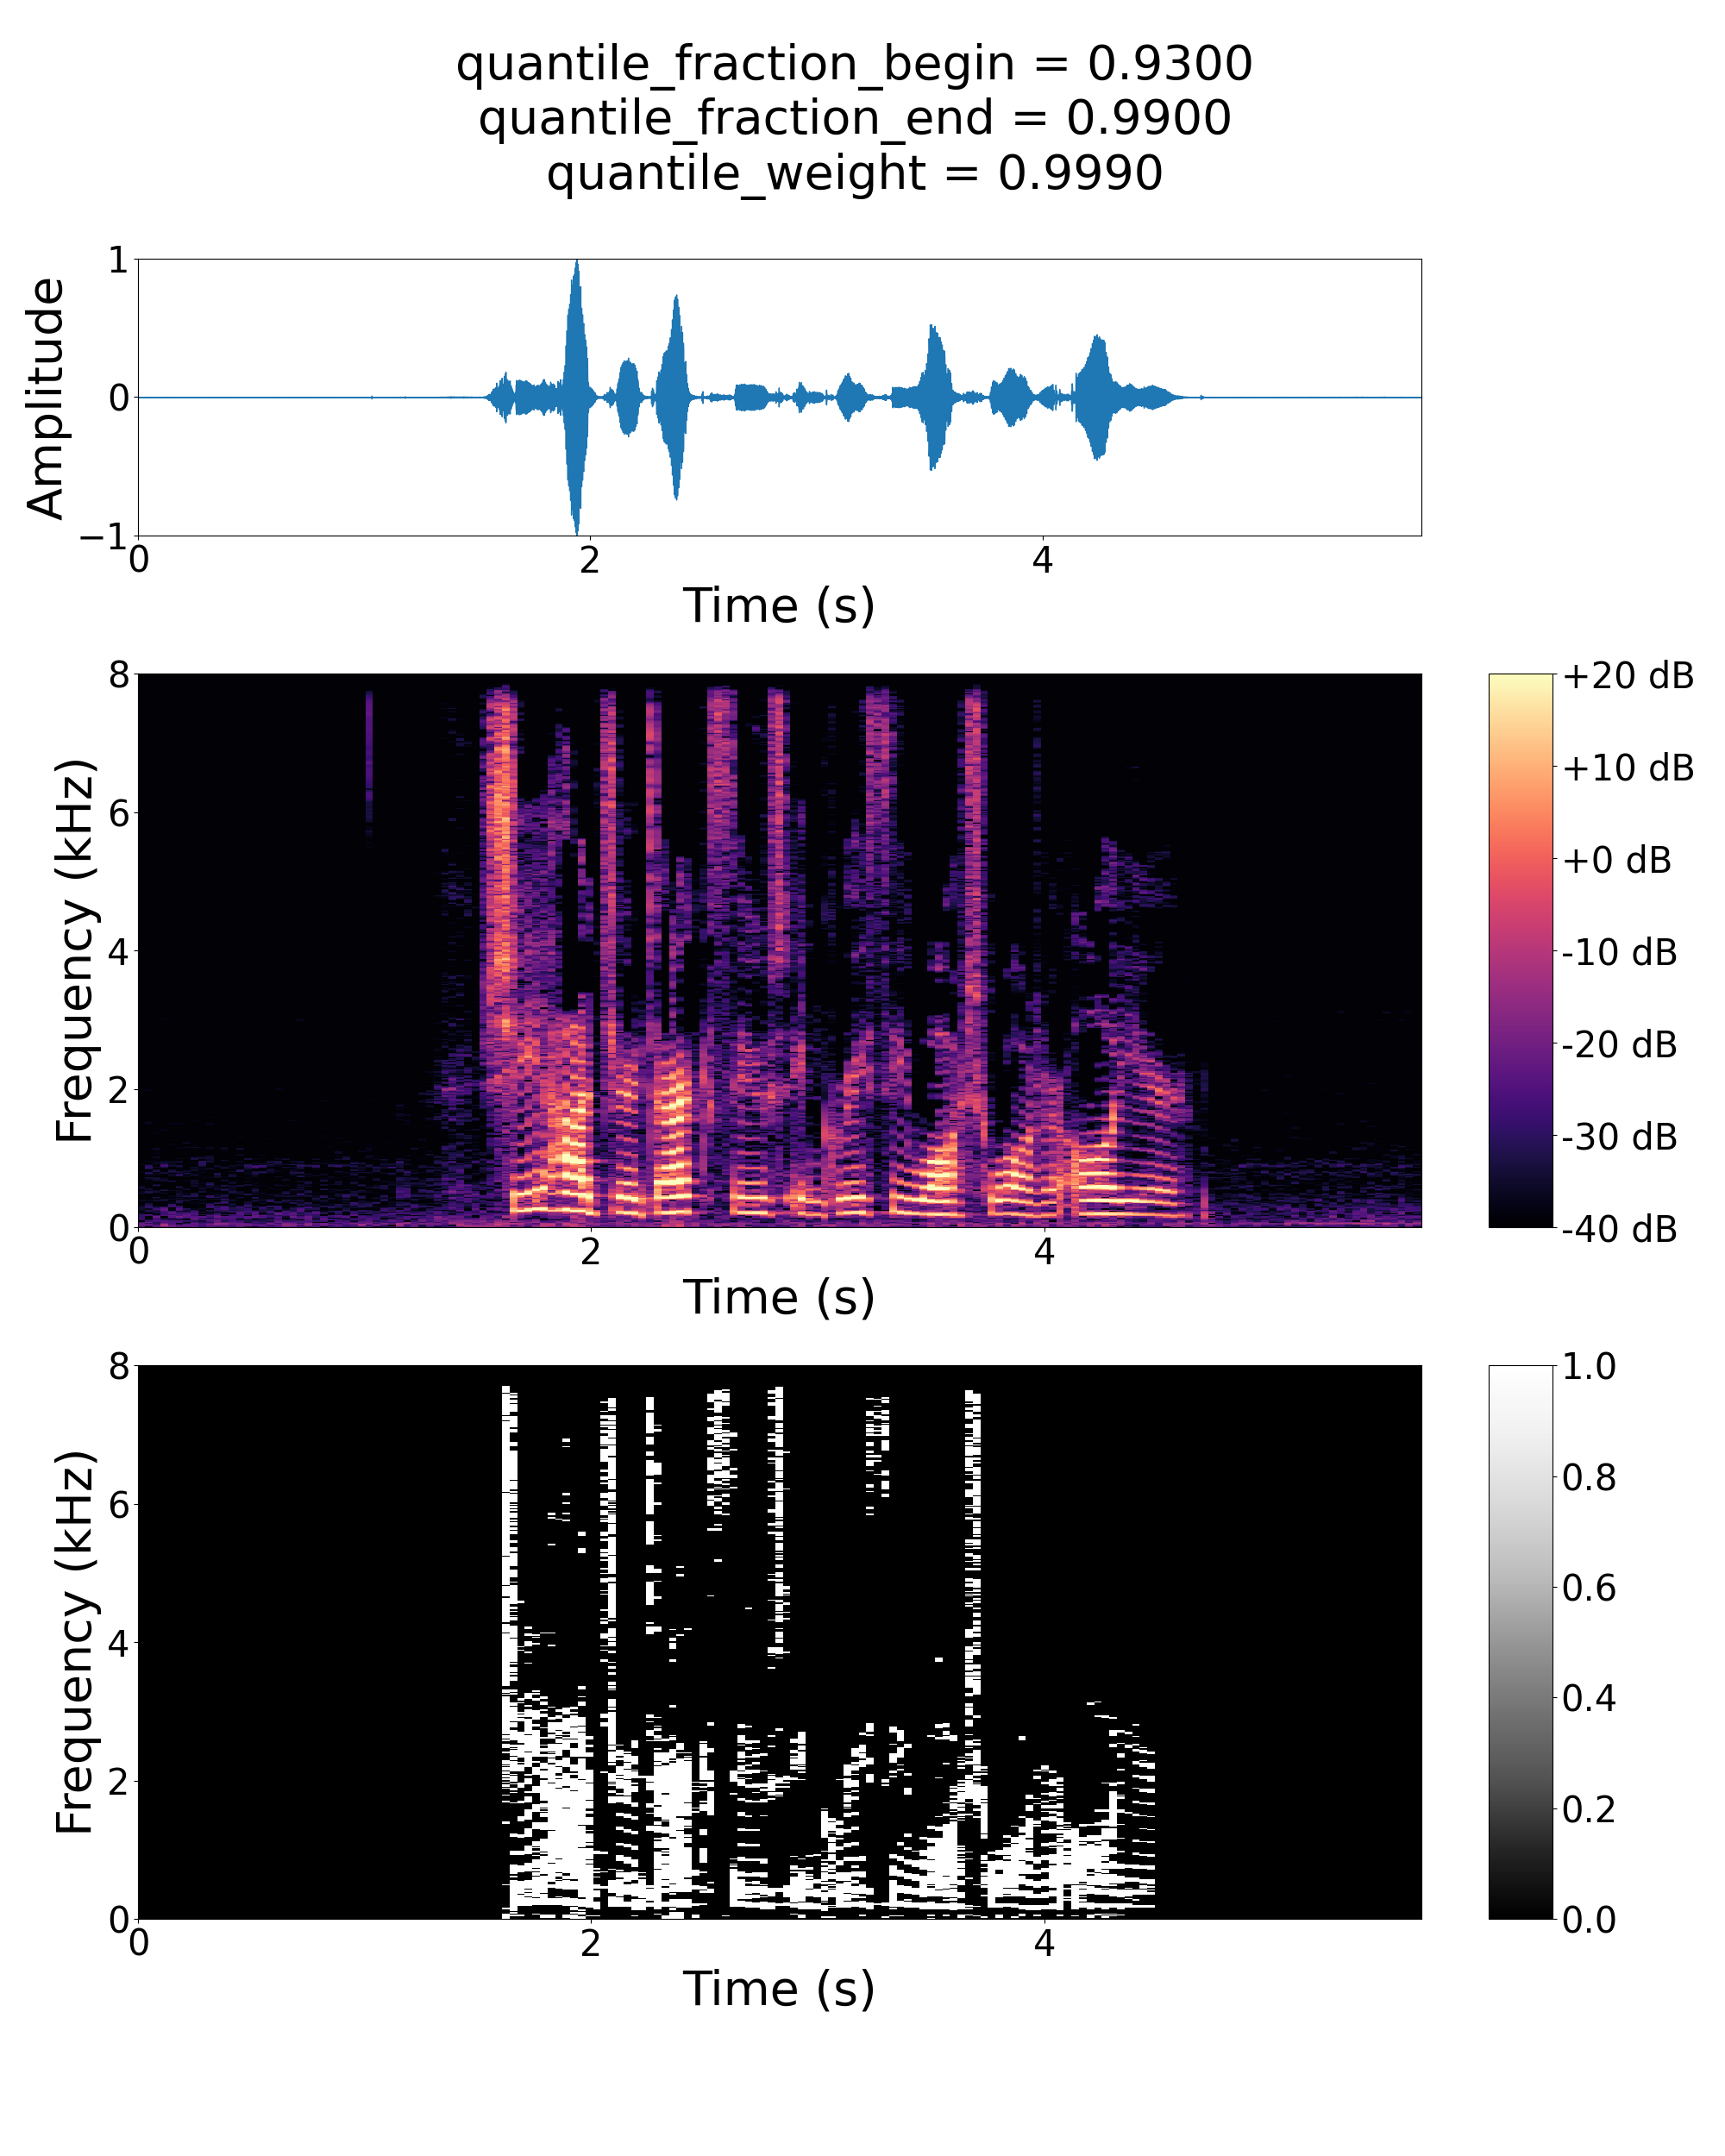 quantile_fraction_begin = 0.9300
quantile_fraction_end = 0.9900
quantile_weight = 0.9990
Amplitude
1
0
−1
0 2 4
Time (s)
Frequency (kHz)
8
6
4
2
0
0 2 4
Time (s)
+20 dB
+10 dB
+0 dB
-10 dB
-20 dB
-30 dB
-40 dB
Frequency (kHz)
8
6
4
2
0
0 2 4
Time (s)
1.0
0.8
0.6
0.4
0.2
0.0